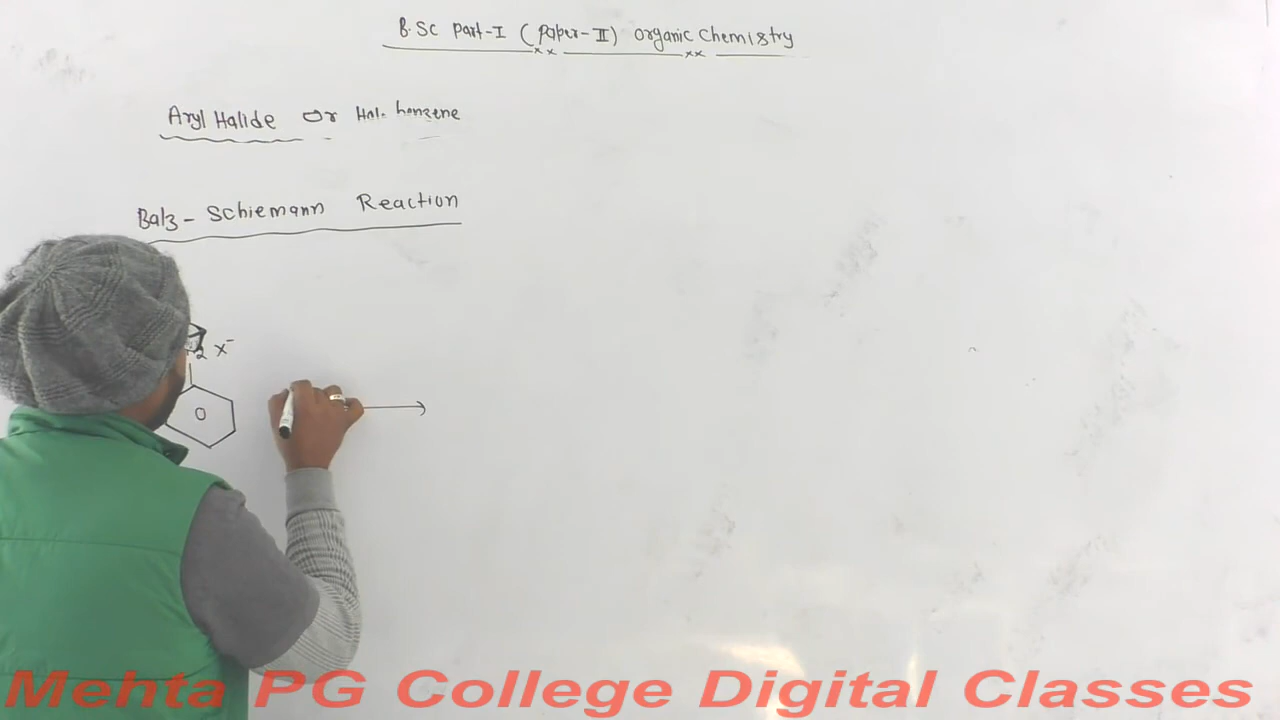 B.Sc Part-I (Paper-II) Organic Chemistry
Aryl Halide Or Halo benzene
Balz-Schiemann Reaction
2 X⁻
Mehta PG College Digital Classes